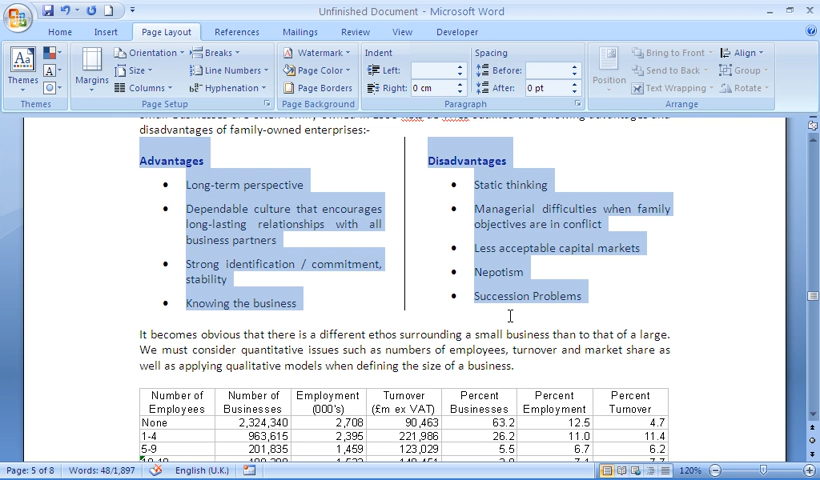 Unfinished Document - Microsoft Word
Home Insert Page Layout References Mailings Review View Developer
Themes
Themes
Margins
Orientation
Size
Columns
Breaks
Line Numbers
Hyphenation
Page Setup
Watermark
Page Color
Page Borders
Page Background
Indent
Left:
Right: 0 cm
Spacing
Before:
After: 0 pt
Paragraph
Position
Bring to Front
Send to Back
Text Wrapping
Align
Group
Rotate
Arrange
disadvantages of family-owned enterprises:-
Advantages
• Long-term perspective
• Dependable culture that encourages
long-lasting relationships with all
business partners
• Strong identification / commitment,
stability
• Knowing the business
Disadvantages
• Static thinking
• Managerial difficulties when family
objectives are in conflict
• Less acceptable capital markets
• Nepotism
• Succession Problems
It becomes obvious that there is a different ethos surrounding a small business than to that of a large.
We must consider quantitative issues such as numbers of employees, turnover and market share as
well as applying qualitative models when defining the size of a business.
Number of Number of Employment Turnover Percent Percent Percent
Employees Businesses (000's) (£m ex VAT) Businesses Employment Turnover
None 2,324,340 2,708 90,463 63.2 12.5 4.7
1-4 963,615 2,395 221,986 26.2 11.0 11.4
5-9 201,835 1,459 123,029 5.5 6.7 6.2
Page: 5 of 8 Words: 48/1,897 English (U.K.) 120%